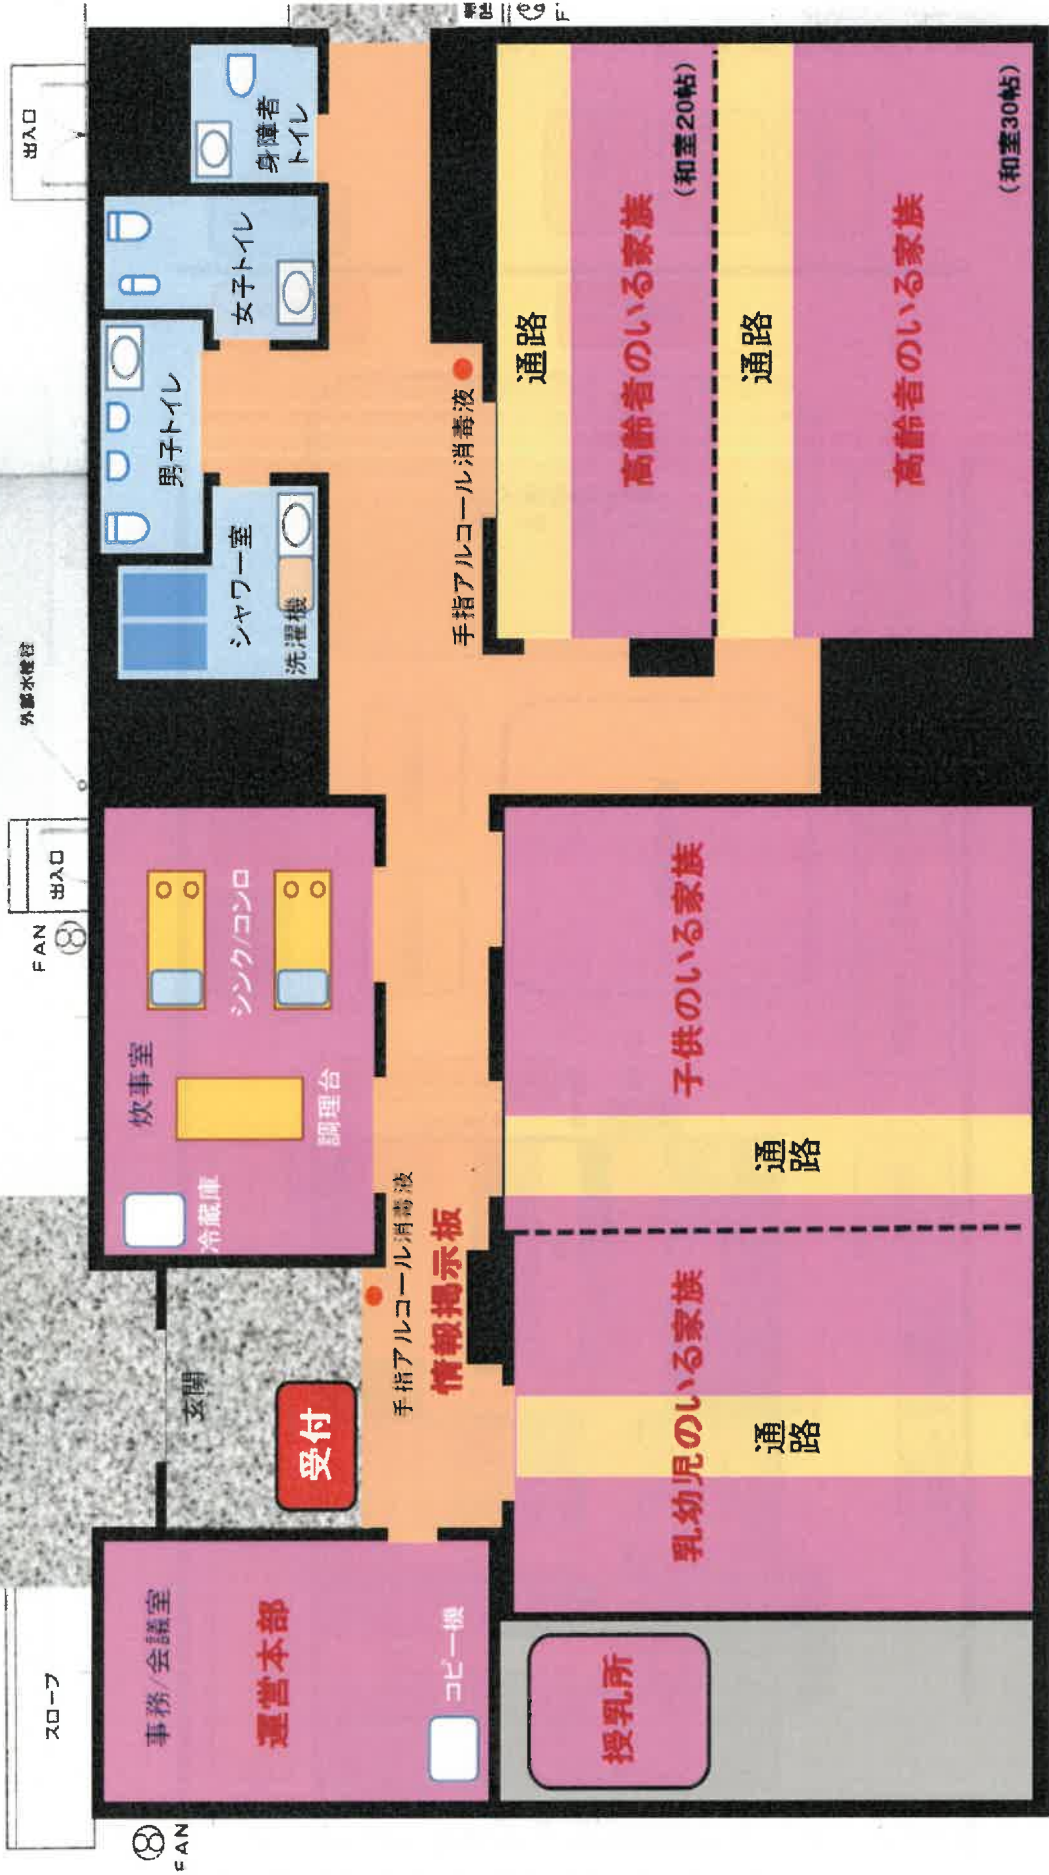 スロープ
FAN
事務/会議室
運営本部
コピー機
授乳所
玄関
受付
手指アルコール消毒液
情報掲示板
乳幼児のいる家族
通路
FAN
出入口
外部水栓柱
炊事室
冷蔵庫
調理台
シンク/コンロ
子供のいる家族
通路
シャワー室
洗濯機
男子トイレ
女子トイレ
身障者
トイレ
出入口
手指アルコール消毒液
通路
高齢者のいる家族
(和室20帖)
通路
高齢者のいる家族
(和室30帖)